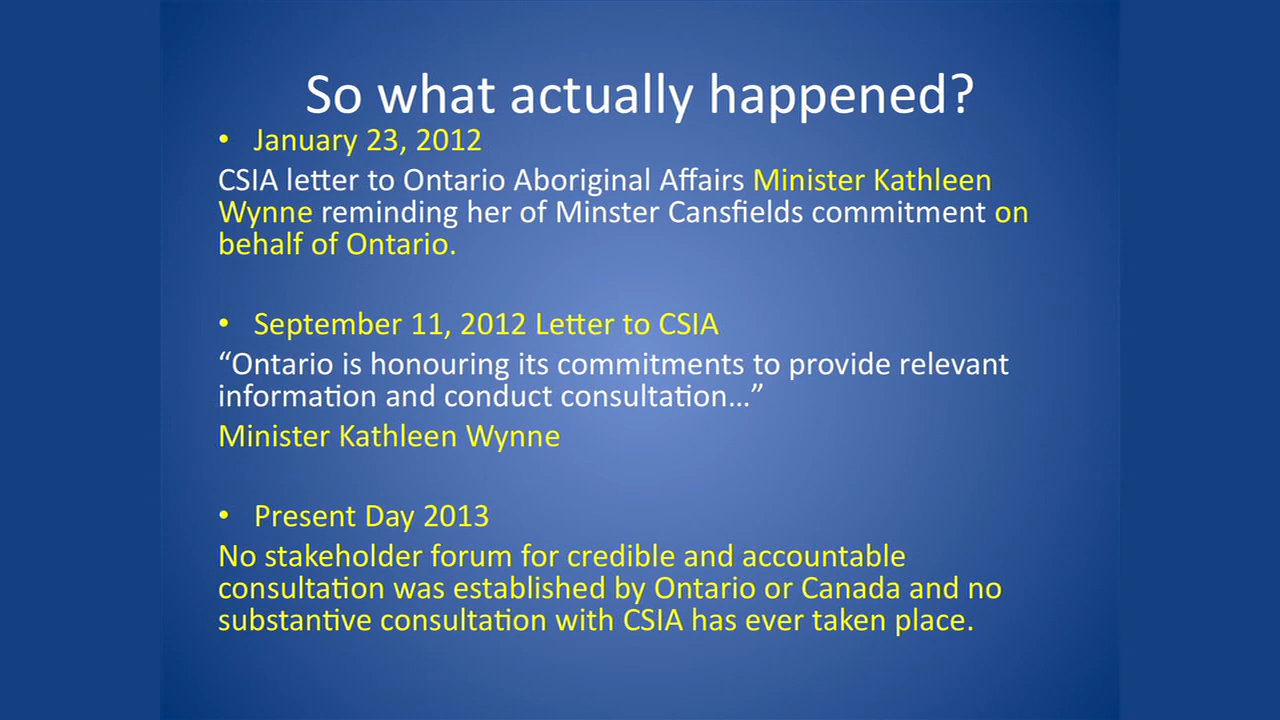 So what actually happened?
• January 23, 2012
CSIA letter to Ontario Aboriginal Affairs Minister Kathleen
Wynne reminding her of Minster Cansfields commitment on
behalf of Ontario.
• September 11, 2012 Letter to CSIA
“Ontario is honouring its commitments to provide relevant
information and conduct consultation…”
Minister Kathleen Wynne
• Present Day 2013
No stakeholder forum for credible and accountable
consultation was established by Ontario or Canada and no
substantive consultation with CSIA has ever taken place.